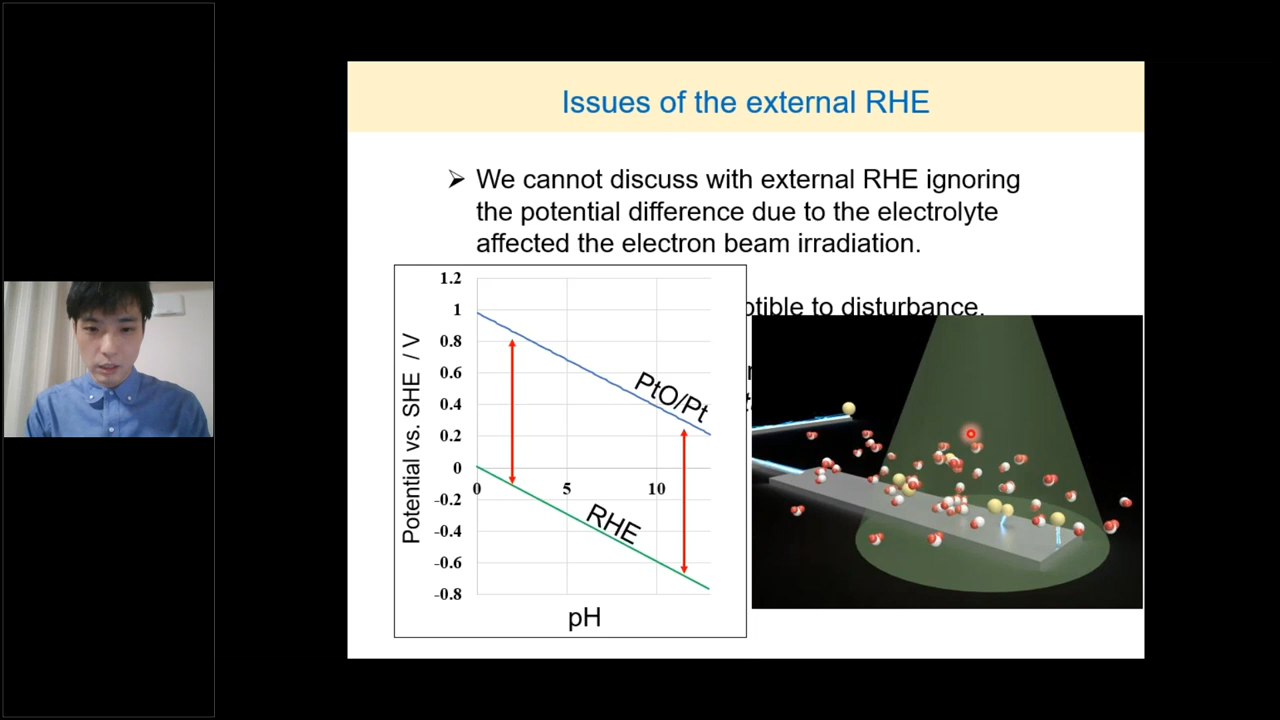 Issues of the external RHE
➢ We cannot discuss with external RHE ignoring
the potential difference due to the electrolyte
affected the electron beam irradiation.
to disturbance.
Potential vs. SHE / V
1.2
1
0.8
0.6
0.4
0.2
0
-0.2
-0.4
-0.6
-0.8
0
5
10
PtO/Pt
RHE
pH